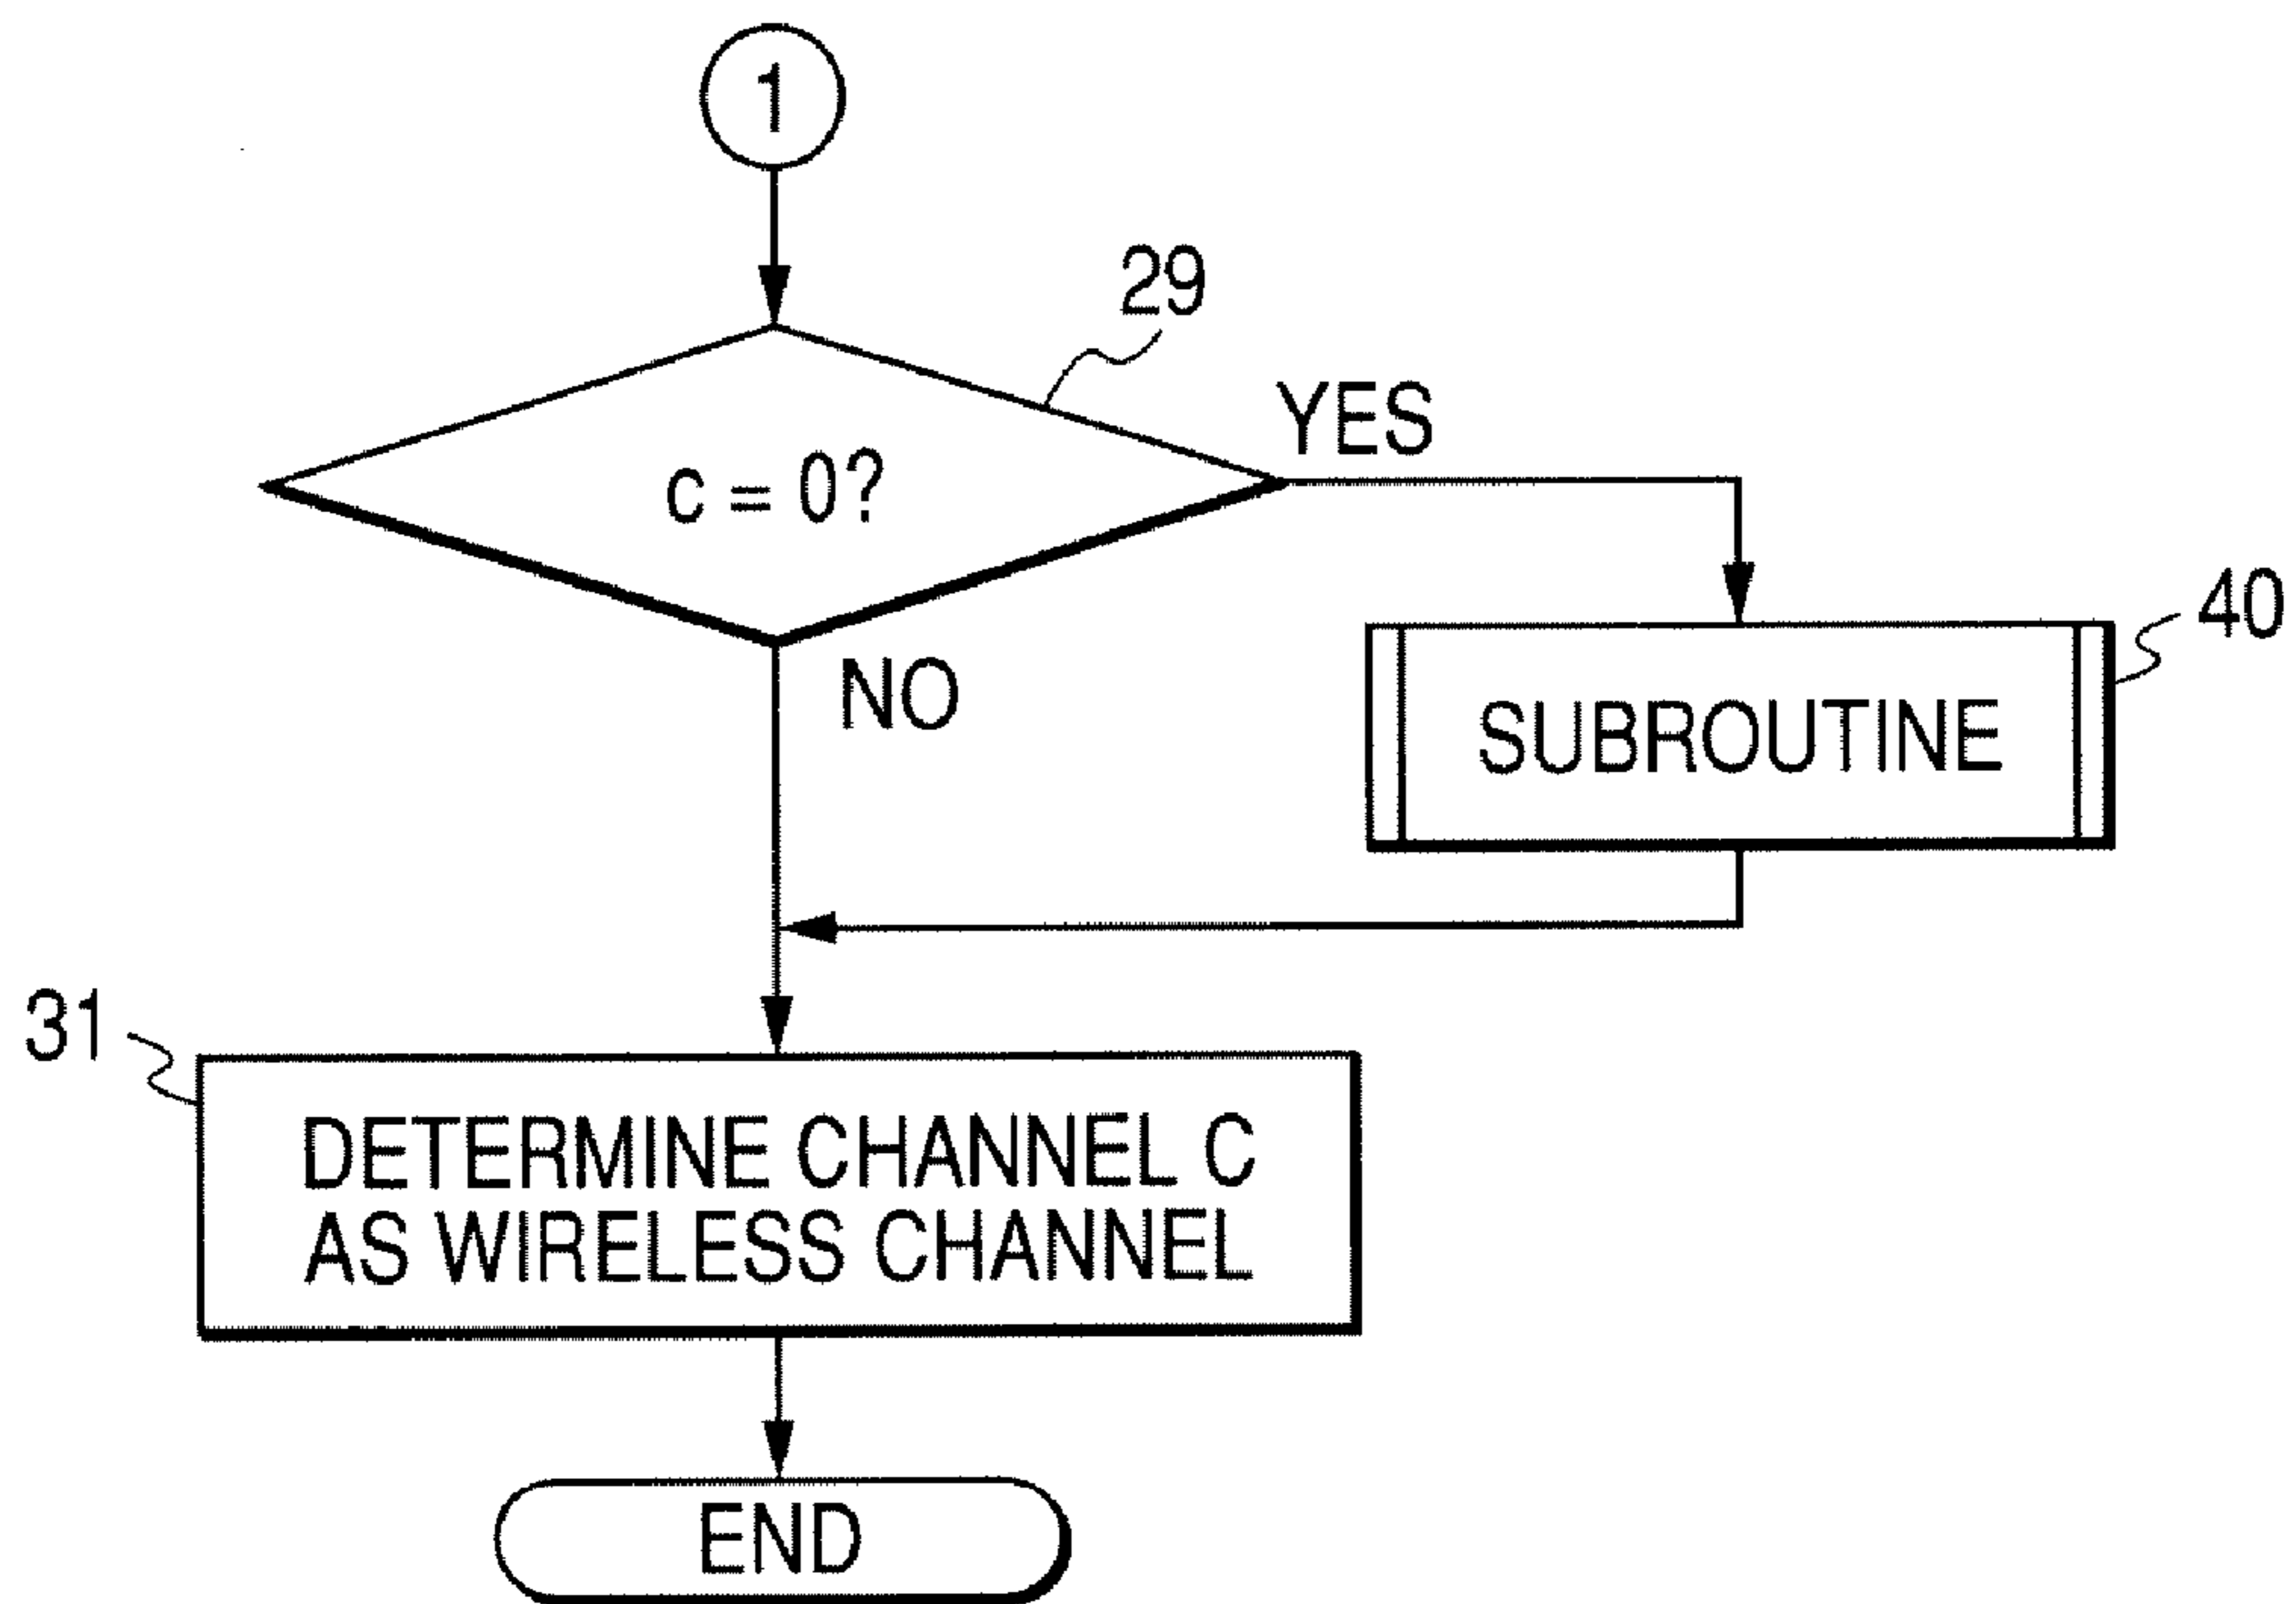 1
29
YES
c = 0?
40
NO
SUBROUTINE
31
DETERMINE CHANNEL C
AS WIRELESS CHANNEL
END